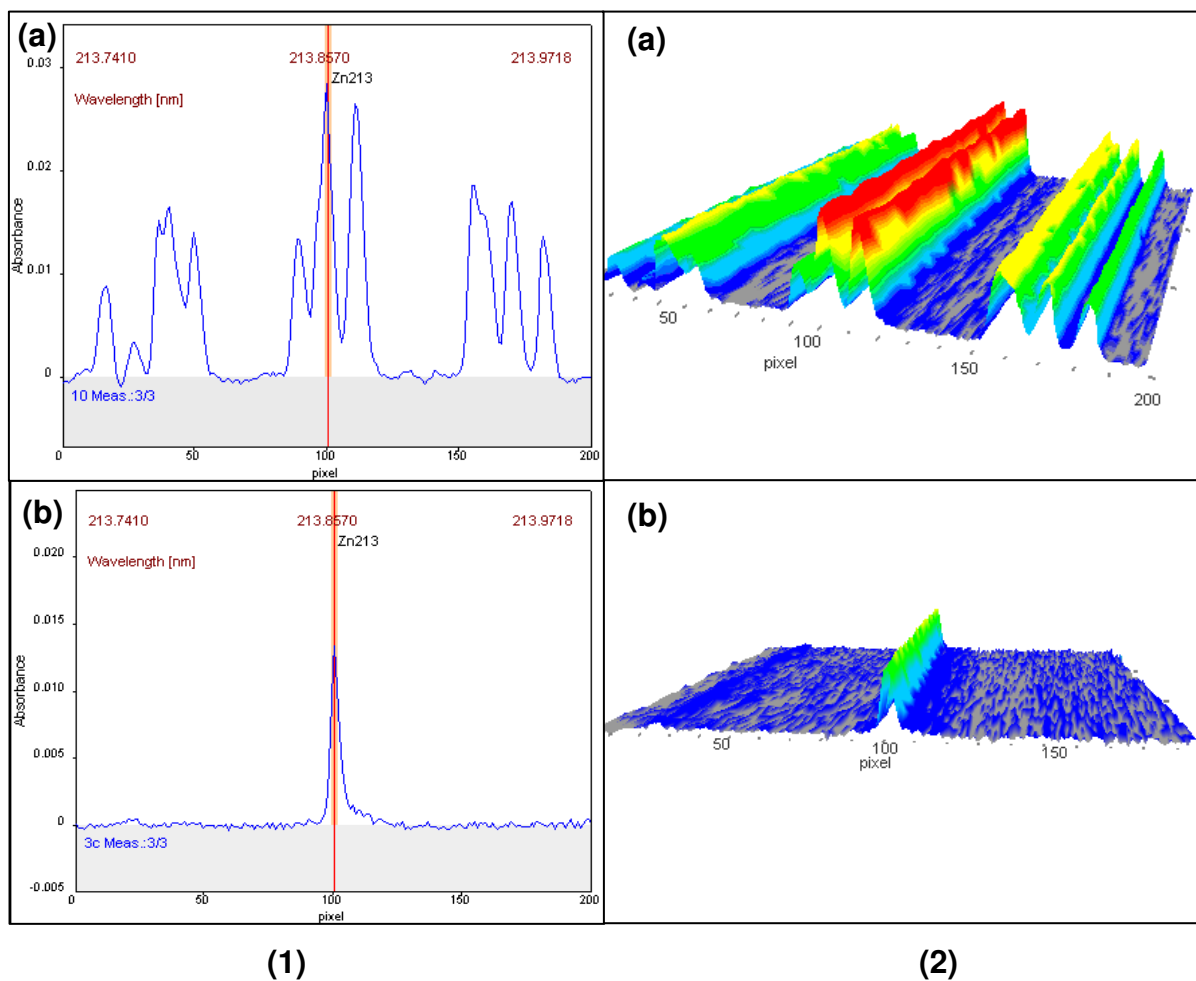 (a)
213.7410 213.8570 213.9718
Zn213
Wavelength [nm]
0.03
0.02
0.01
0
Absorbance
10 Meas.:3/3
0 50 100 150 200
pixel
(a)
50
100
pixel
150
200
(b)
213.7410 213.8570 213.9718
Zn213
Wavelength [nm]
0.020
0.015
0.010
0.005
0
-0.005
Absorbance
3c Meas.:3/3
0 50 100 150 200
pixel
(b)
50 100 150
pixel
(1) (2)